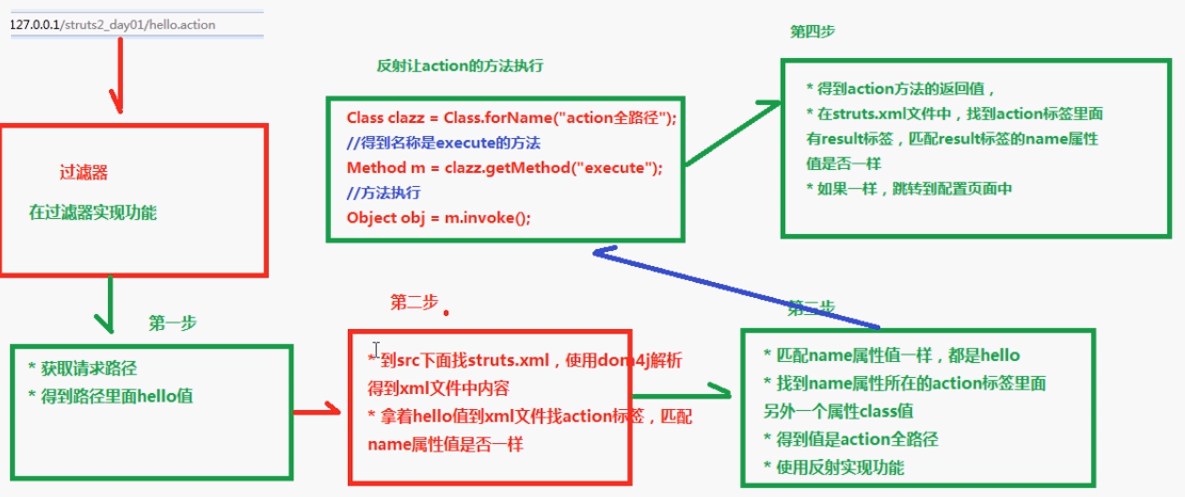 127.0.0.1/struts2_day01/hello.action
过滤器
在过滤器实现功能
第一步
* 获取请求路径
* 得到路径里面hello值
第二步
* 到src下面找struts.xml，使用dom4j解析
得到xml文件中内容
* 拿着hello值到xml文件找action标签，匹配
name属性值是否一样
第三步
* 匹配name属性值一样，都是hello
* 找到name属性所在的action标签里面
另外一个属性class值
* 得到值是action全路径
* 使用反射实现功能
反射让action的方法执行
Class clazz = Class.forName("action全路径");
//得到名称是execute的方法
Method m = clazz.getMethod("execute");
//方法执行
Object obj = m.invoke();
第四步
* 得到action方法的返回值，
* 在struts.xml文件中，找到action标签里面
有result标签，匹配result标签的name属性
值是否一样
* 如果一样，跳转到配置页面中